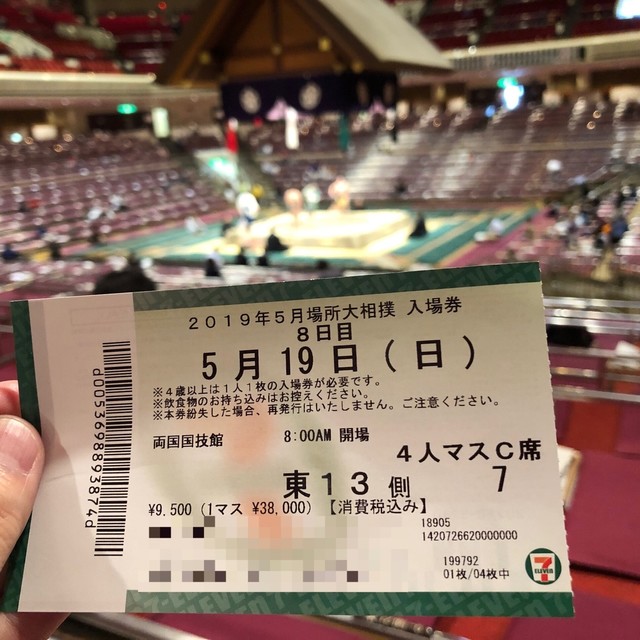 2019年5月場所大相撲 入場券
8日目
5月19日(日)
※4歳以上は1人1枚の入場券が必要です。
※飲食物のお持ち込みはお控えください。
※本券紛失した場合、再発行はいたしません。ご注意ください。
両国国技館 8:00AM 開場
4人マスC席
東13側 7
¥9,500 (1マス ¥38,000)【消費税込み】
18905
1420726620000000
199792
01枚/04枚中
7
ELEVEn
d0053699893874d